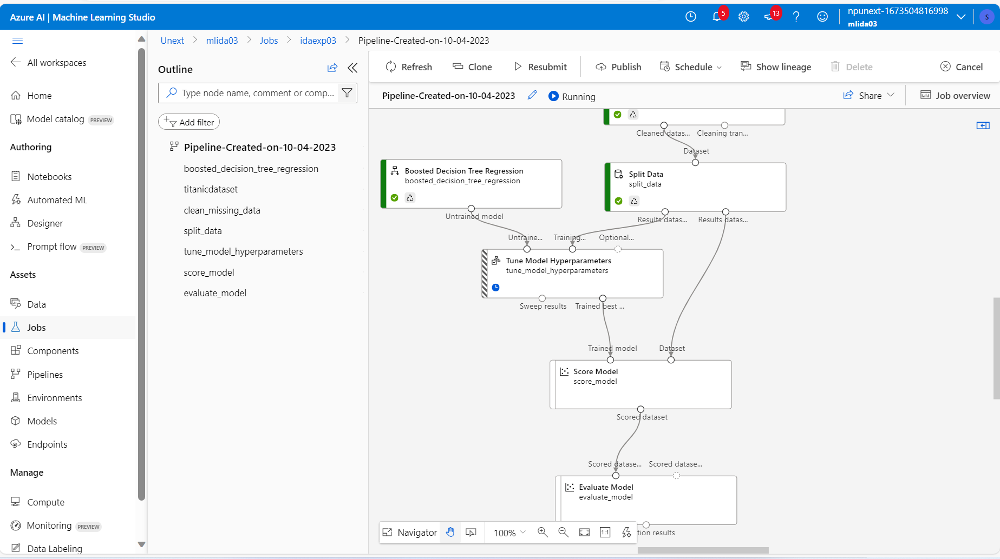 Azure AI | Machine Learning Studio
5
13
npunext-1673504816998
mlida03
S
All workspaces
Home
Model catalog PREVIEW
Authoring
Notebooks
Automated ML
Designer
Prompt flow PREVIEW
Assets
Data
Jobs
Components
Pipelines
Environments
Models
Endpoints
Manage
Compute
Monitoring PREVIEW
Data Labeling
Unext > mlida03 > Jobs > idaexp03 > Pipeline-Created-on-10-04-2023
Outline
Type node name, comment or comp...
Add filter
Pipeline-Created-on-10-04-2023
boosted_decision_tree_regression
titanicdataset
clean_missing_data
split_data
tune_model_hyperparameters
score_model
evaluate_model
Refresh
Clone
Resubmit
Publish
Schedule
Show lineage
Delete
Cancel
Pipeline-Created-on-10-04-2023
Running
Share
Job overview
Cleaned datas... Cleaning tran...
Dataset
Boosted Decision Tree Regression
boosted_decision_tree_regression
Untrained model
Split Data
split_data
Results datas... Results datas...
Untraine... Training... Optional...
Tune Model Hyperparameters
tune_model_hyperparameters
Sweep results Trained best ...
Trained model Dataset
Score Model
score_model
Scored dataset
Scored datase... Scored datase...
Evaluate Model
evaluate_model
tion results
Navigator
100%
1:1